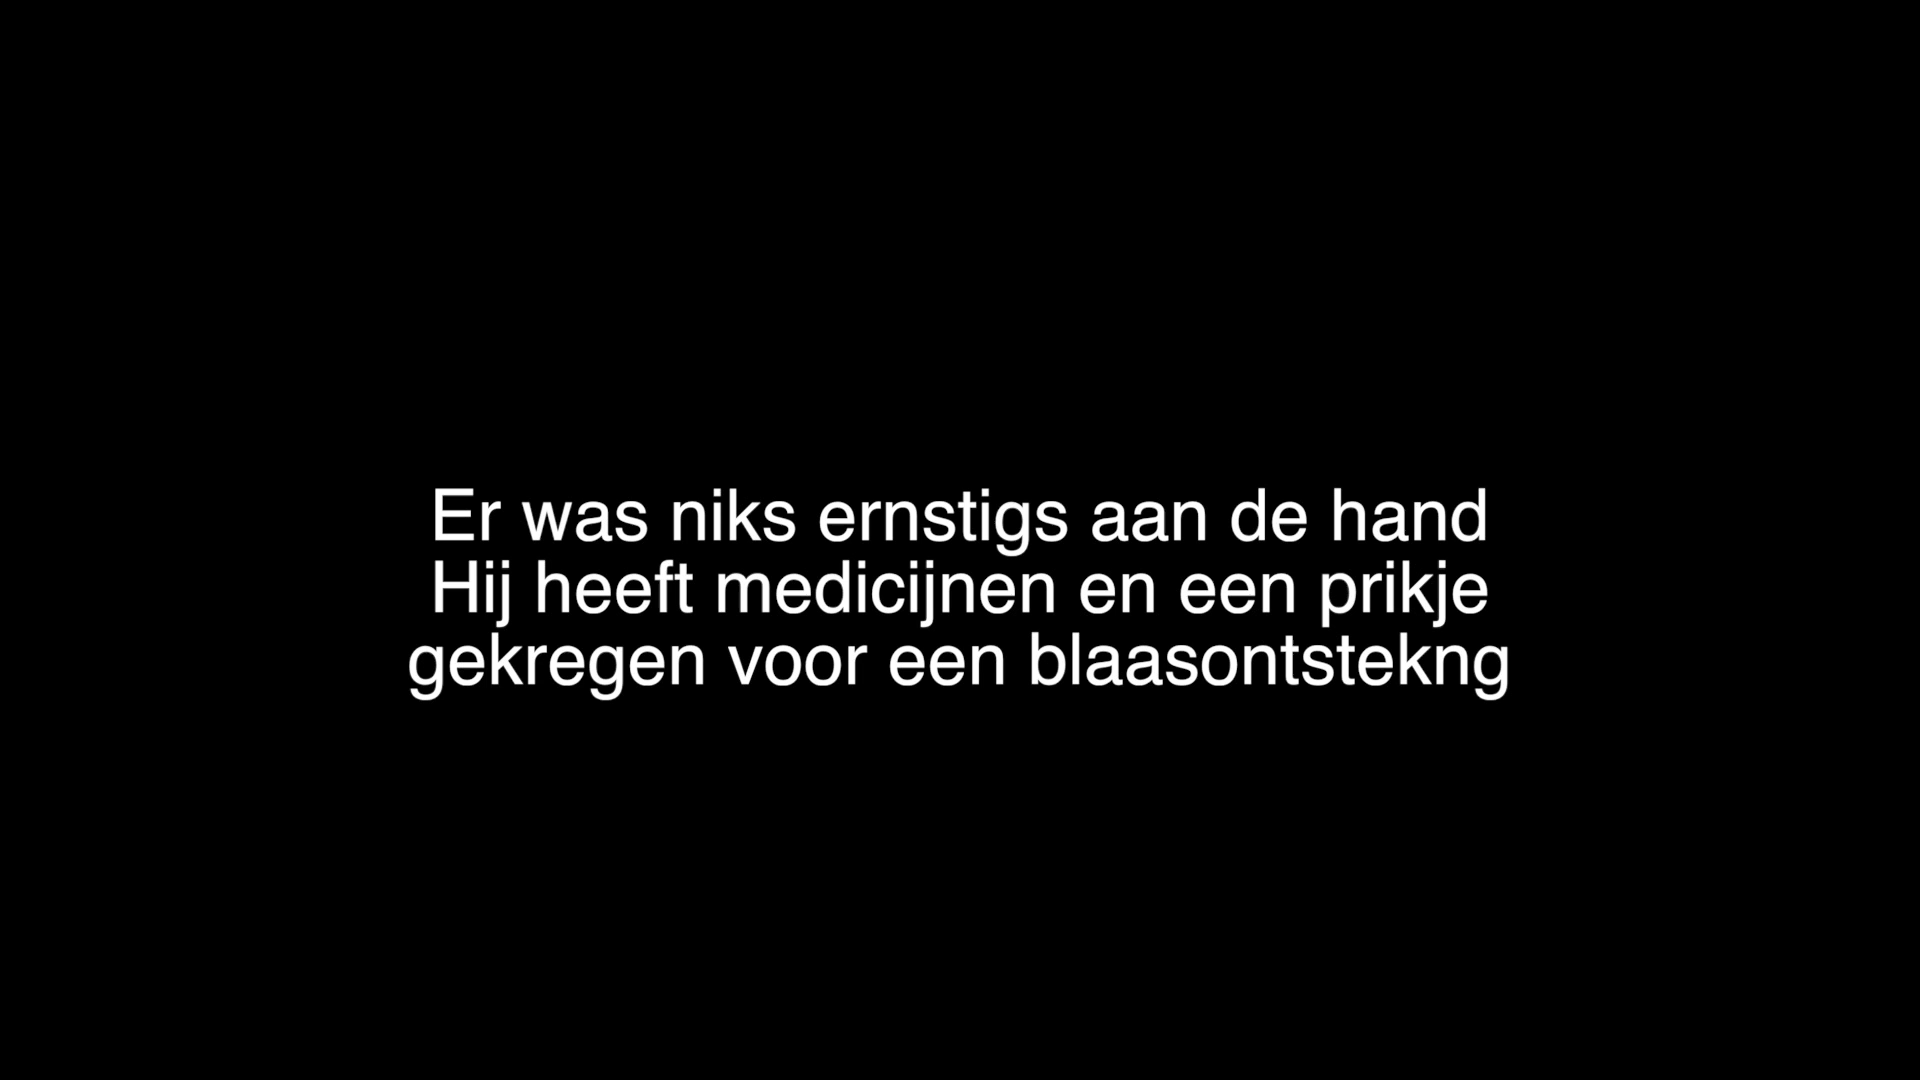 Er was niks ernstigs aan de hand
Hij heeft medicijnen en een prikje
gekregen voor een blaasontstekng